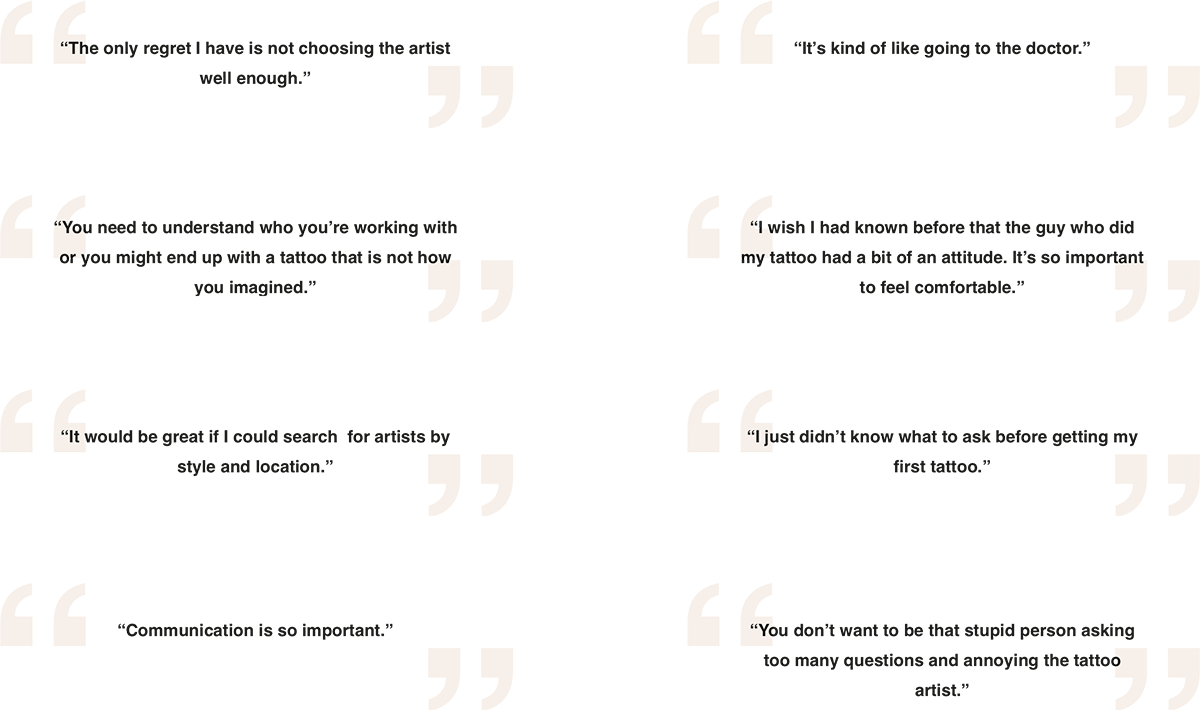 “The only regret I have is not choosing the artist
well enough.”
“It’s kind of like going to the doctor.”
“You need to understand who you’re working with
or you might end up with a tattoo that is not how
you imagined.”
“I wish I had known before that the guy who did
my tattoo had a bit of an attitude. It’s so important
to feel comfortable.”
“It would be great if I could search  for artists by
style and location.”
“I just didn’t know what to ask before getting my
first tattoo.”
“Communication is so important.”
“You don’t want to be that stupid person asking
too many questions and annoying the tattoo
artist.”